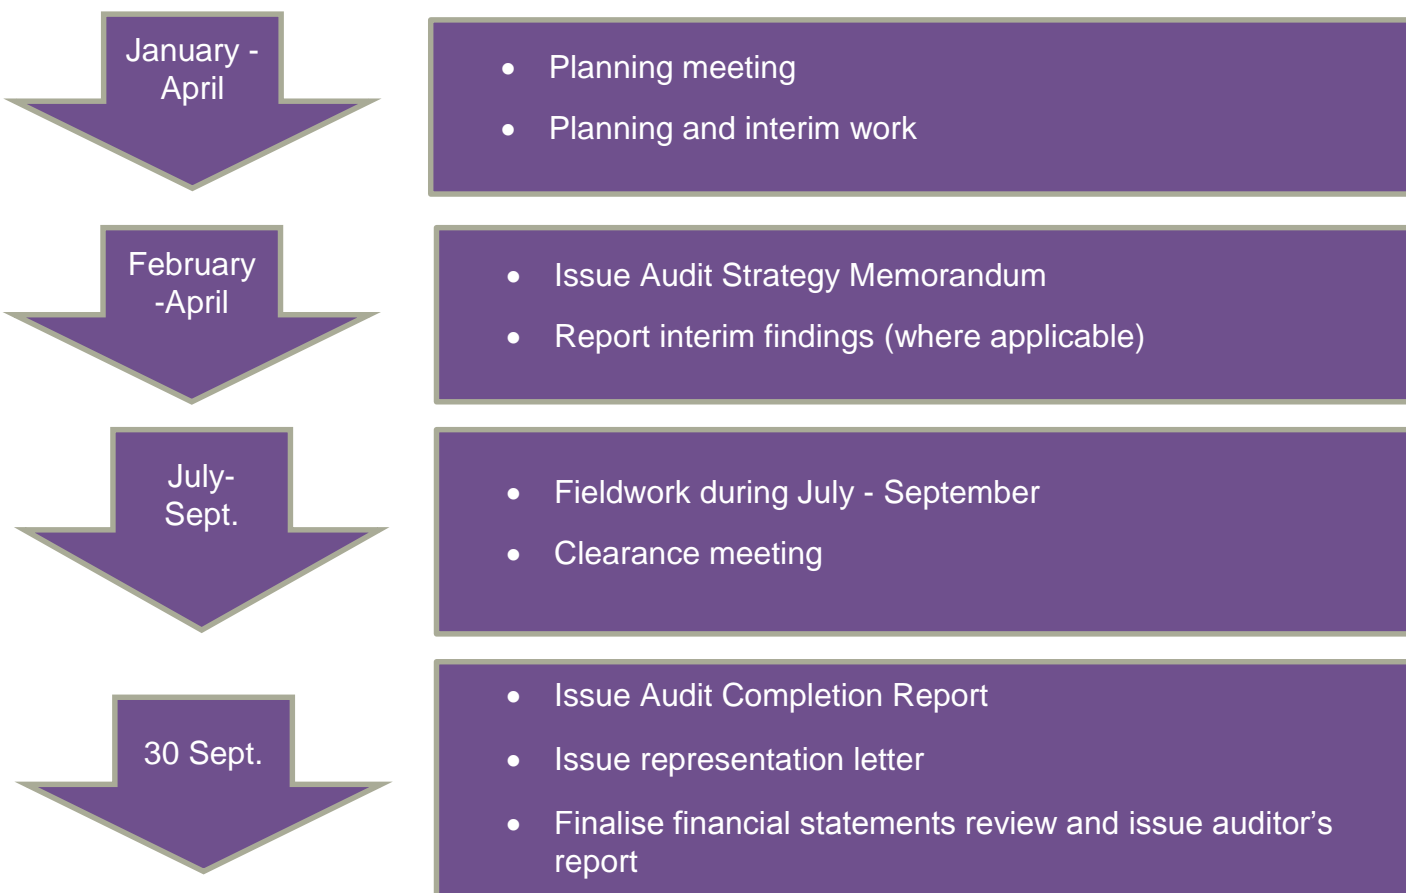 January -
April
• Planning meeting
• Planning and interim work
February
-April
• Issue Audit Strategy Memorandum
• Report interim findings (where applicable)
July-
Sept.
• Fieldwork during July - September
• Clearance meeting
30 Sept.
• Issue Audit Completion Report
• Issue representation letter
• Finalise financial statements review and issue auditor’s
report